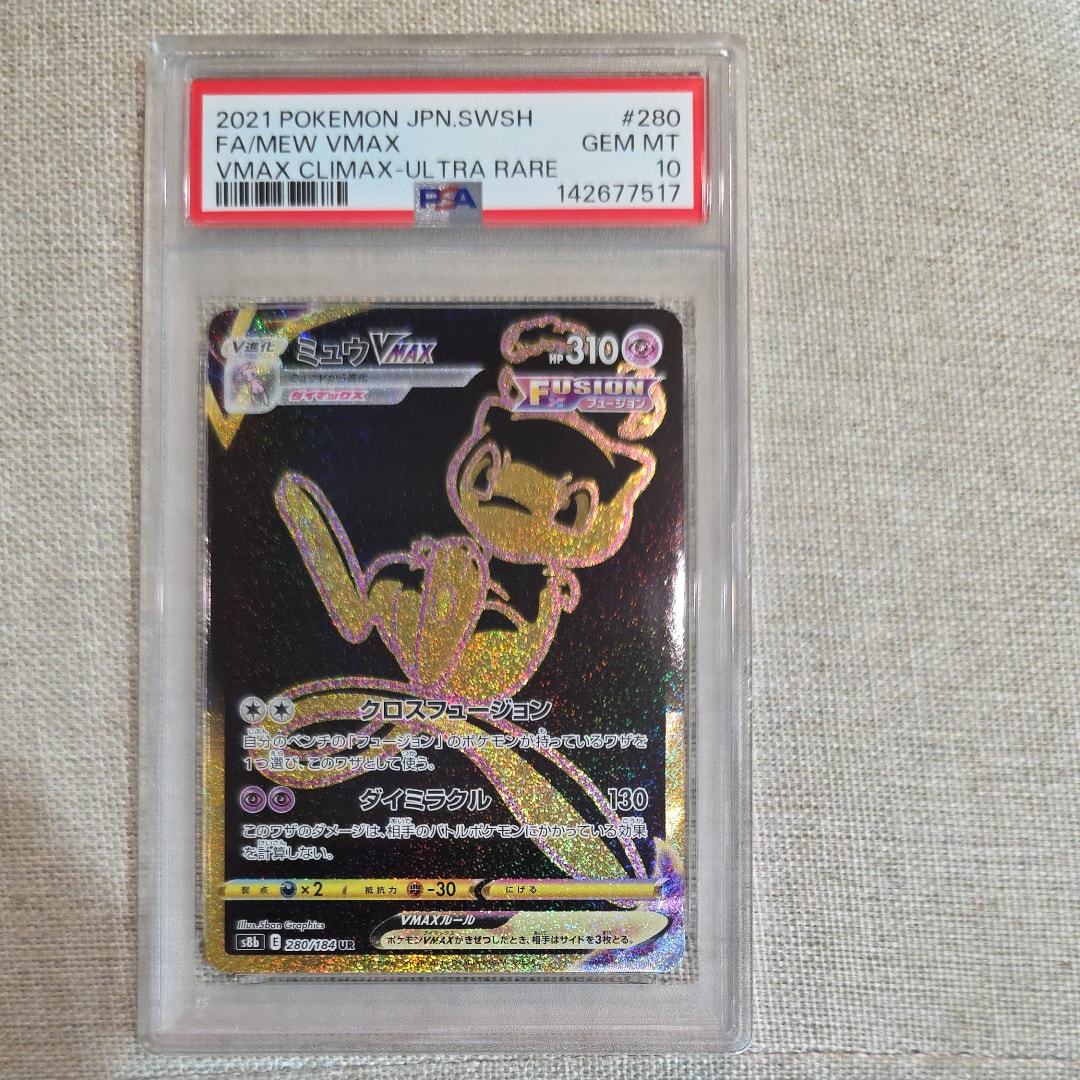 2021 POKEMON JPN.SWSH #280
FA/MEW VMAX GEM MT
VMAX CLIMAX-ULTRA RARE 10
PSA 142677517
V進化 ミュウVMAX HP310
ミュウVから進化
ダイマックス
FUSION
フュージョン
クロスフュージョン
自分のベンチの「フュージョン」のポケモンが持っているワザを
1つ選び、このワザとして使う。
ダイミラクル 130
このワザのダメージは、相手のバトルポケモンにかかっている効果
を計算しない。
弱点 ×2 抵抗力 -30 にげる
Illus.5ban Graphics
VMAXルール
s8b E 280/184 UR
ポケモンVMAXがきぜつしたとき、相手はサイドを3枚とる。